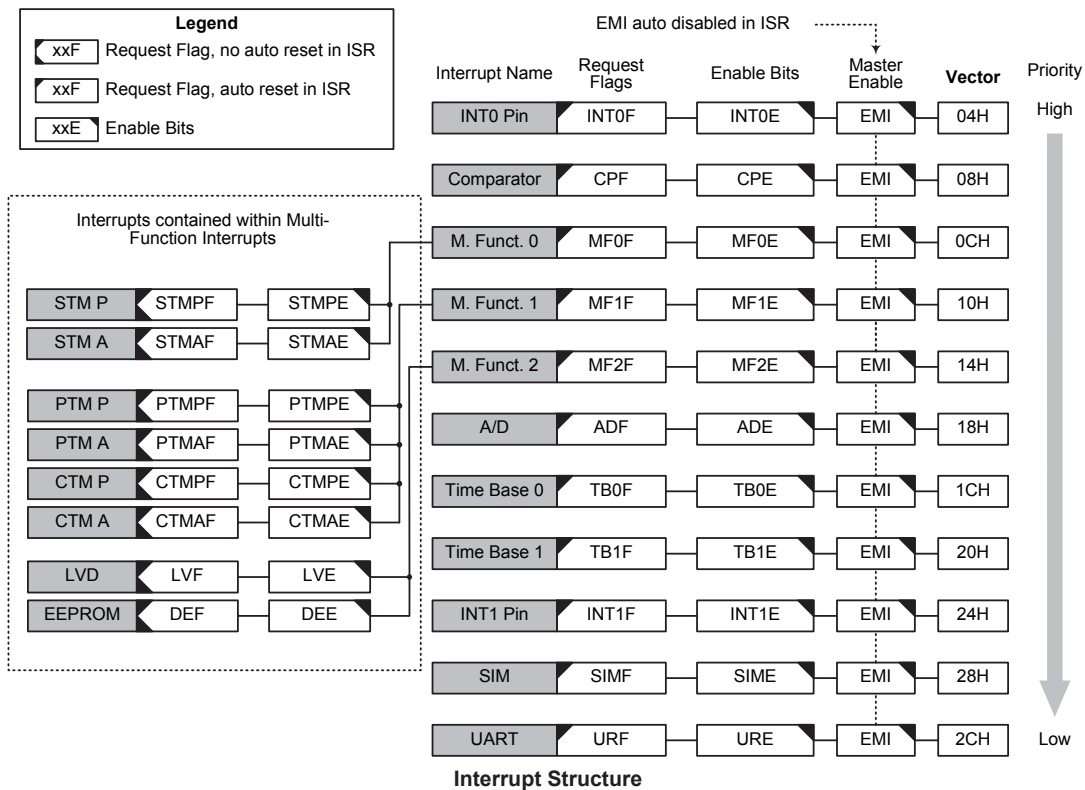 Legend
xxF Request Flag, no auto reset in ISR
xxF Request Flag, auto reset in ISR
xxE Enable Bits
EMI auto disabled in ISR
Interrupt Name Request Flags Enable Bits Master Enable Vector Priority
INT0 Pin INT0F INT0E EMI 04H High
Comparator CPF CPE EMI 08H
M. Funct. 0 MF0F MF0E EMI 0CH
M. Funct. 1 MF1F MF1E EMI 10H
M. Funct. 2 MF2F MF2E EMI 14H
A/D ADF ADE EMI 18H
Time Base 0 TB0F TB0E EMI 1CH
Time Base 1 TB1F TB1E EMI 20H
INT1 Pin INT1F INT1E EMI 24H
SIM SIMF SIME EMI 28H
UART URF URE EMI 2CH Low
Interrupts contained within Multi-
Function Interrupts
STM P STMPF STMPE
STM A STMAF STMAE
PTM P PTMPF PTMPE
PTM A PTMAF PTMAE
CTM P CTMPF CTMPE
CTM A CTMAF CTMAE
LVD LVF LVE
EEPROM DEF DEE
Interrupt Structure